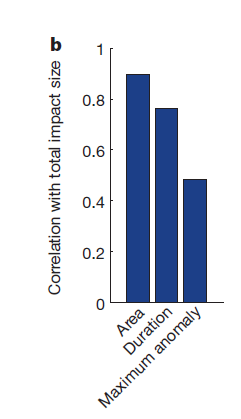 b
Correlation with total impact size
1
0.8
0.6
0.4
0.2
0
Area
Duration
Maximum anomaly